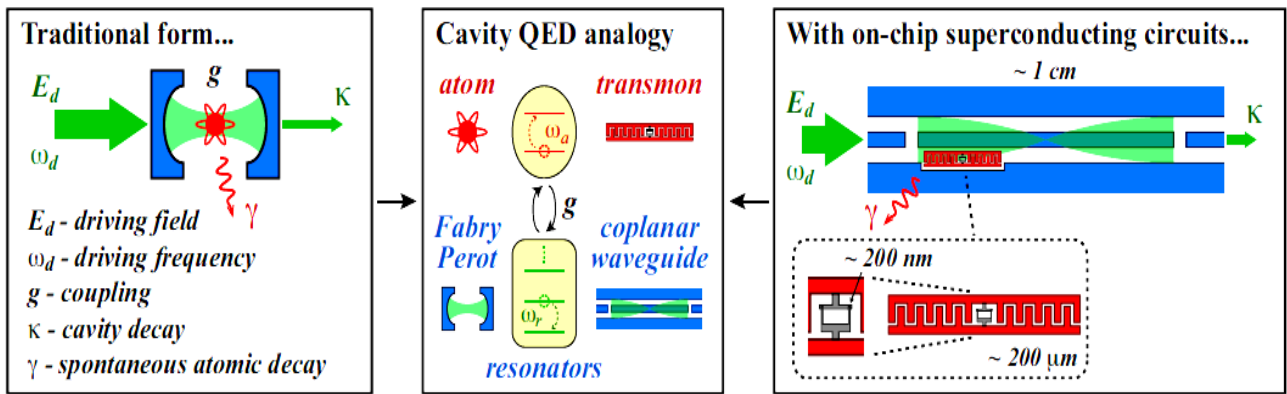 Traditional form...
g
E_d
ω_d
κ
γ
E_d - driving field
ω_d - driving frequency
g - coupling
κ - cavity decay
γ - spontaneous atomic decay
Cavity QED analogy
atom
transmon
ω_a
g
Fabry
Perot
coplanar
waveguide
ω_r
resonators
With on-chip superconducting circuits...
~ 1 cm
E_d
ω_d
κ
γ
~ 200 nm
~ 200 μm